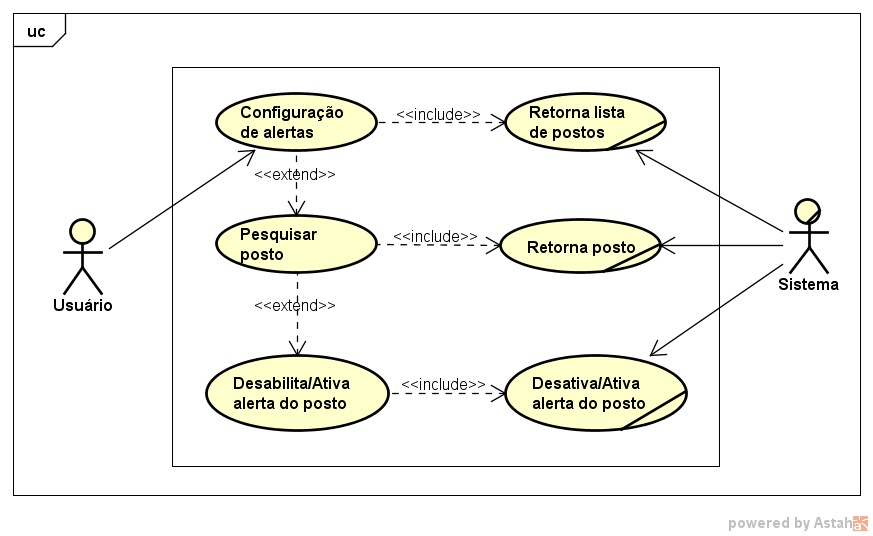 uc
Configuração
de alertas
<<include>>
Retorna lista
de postos
<<extend>>
Pesquisar
posto
<<include>>
Retorna posto
Usuário
Sistema
<<extend>>
Desabilita/Ativa
alerta do posto
<<include>>
Desativa/Ativa
alerta do posto
powered by Astah